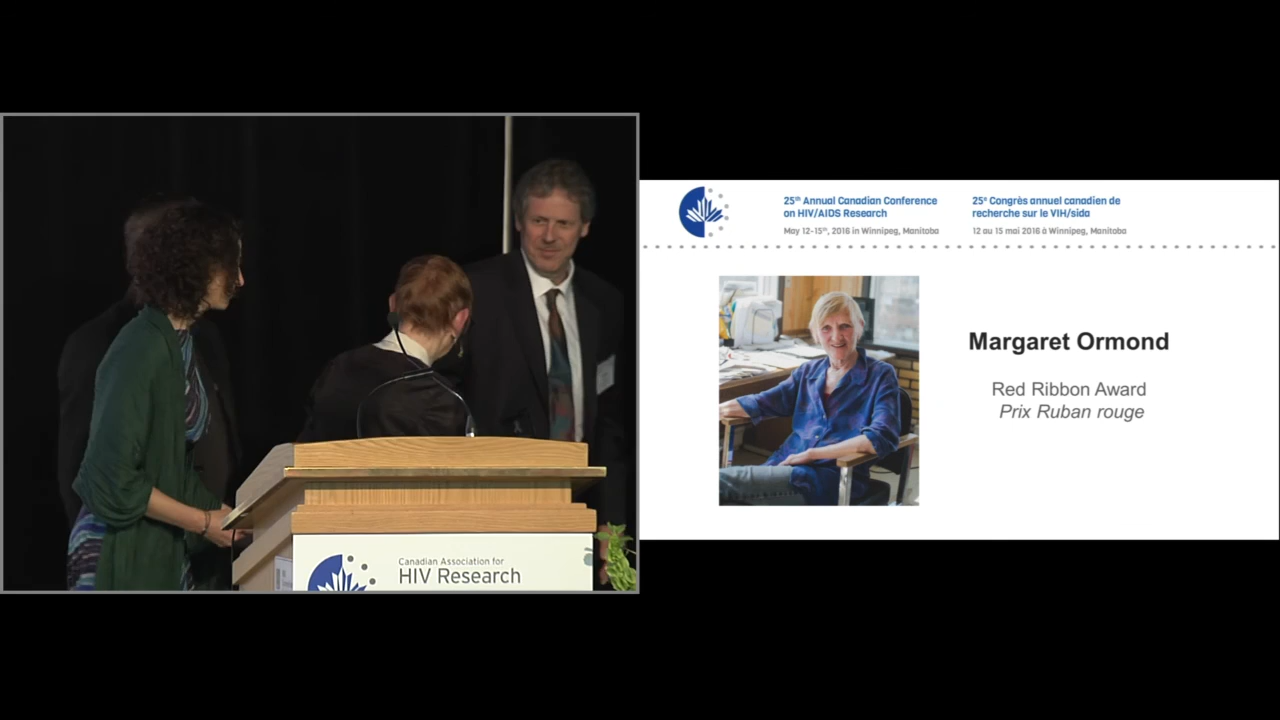 25th Annual Canadian Conference
on HIV/AIDS Research
May 12-15th, 2016 in Winnipeg, Manitoba
25e Congrès annuel canadien de
recherche sur le VIH/sida
12 au 15 mai 2016 à Winnipeg, Manitoba
Margaret Ormond
Red Ribbon Award
Prix Ruban rouge
Canadian Association for
HIV Research